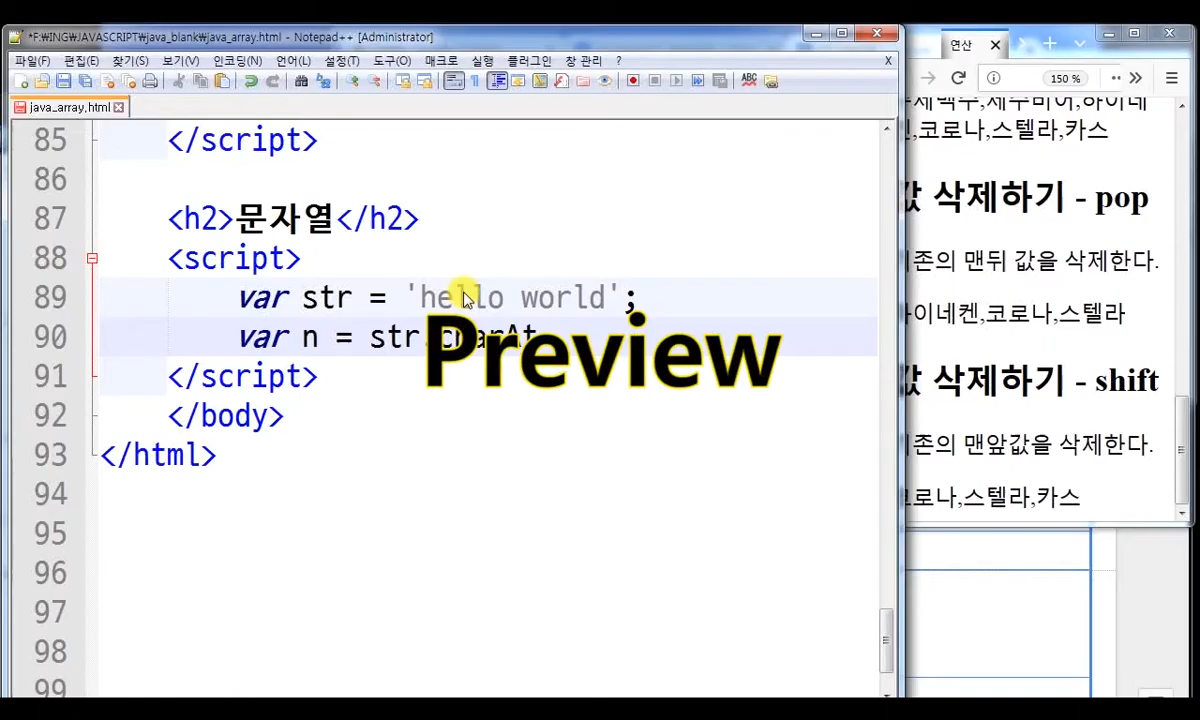 *F:₩ING₩JAVASCRIPT₩java_blank₩java_array.html - Notepad++ [Administrator]
파일(F) 편집(E) 찾기(S) 보기(V) 인코딩(N) 언어(L) 설정(T) 도구(O) 매크로 실행 플러그인 창 관리 ? X
java_array.html
85 </script>
86
87 <h2>문자열</h2>
88 <script>
89 var str = 'hello world';
90 var n = str.charAt
91 </script>
92 </body>
93 </html>
94
95
96
97
98
99
Preview
연산
150 %
,코로나,스텔라,카스
삭제하기 - pop
존의 맨뒤 값을 삭제한다.
이네켄,코로나,스텔라
삭제하기 - shift
존의 맨앞값을 삭제한다.
로나,스텔라,카스